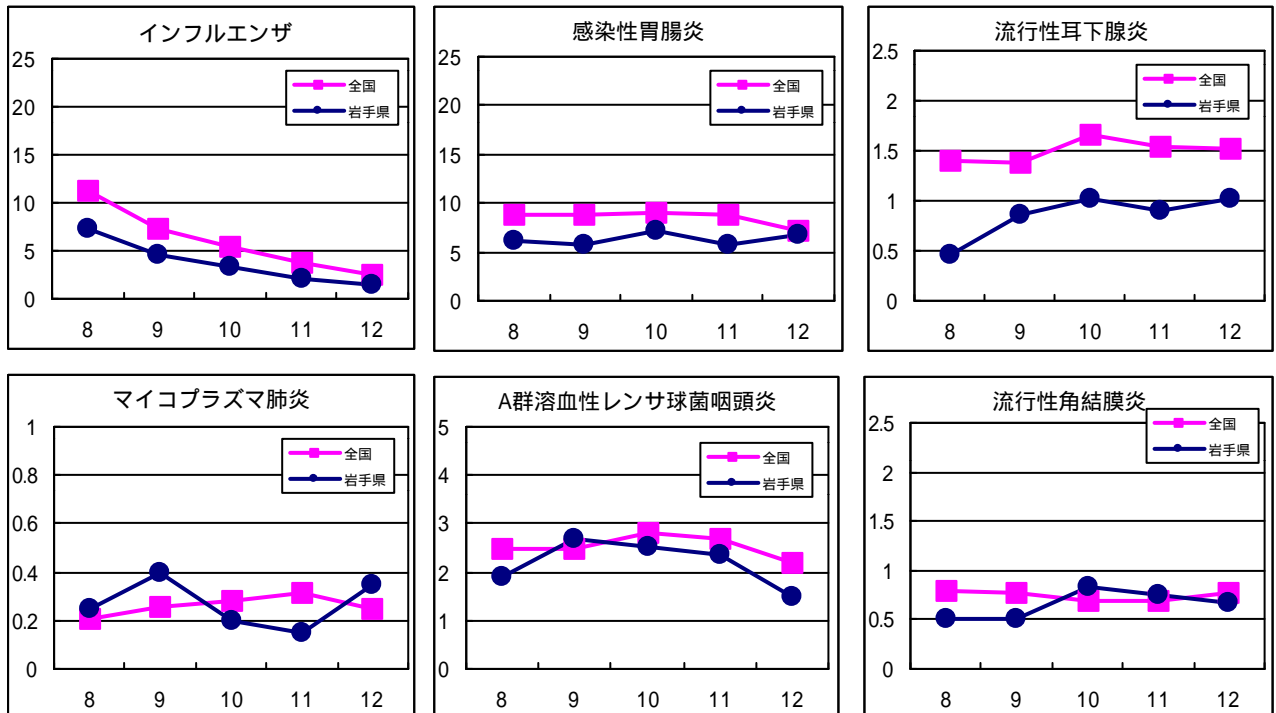 インフルエンザ
25
20
15
10
5
0
8 9 10 11 12
全国
岩手県
感染性胃腸炎
25
20
15
10
5
0
8 9 10 11 12
全国
岩手県
流行性耳下腺炎
2.5
2
1.5
1
0.5
0
8 9 10 11 12
全国
岩手県
マイコプラズマ肺炎
1
0.8
0.6
0.4
0.2
0
8 9 10 11 12
全国
岩手県
A群溶血性レンサ球菌咽頭炎
5
4
3
2
1
0
8 9 10 11 12
全国
岩手県
流行性角結膜炎
2.5
2
1.5
1
0.5
0
8 9 10 11 12
全国
岩手県